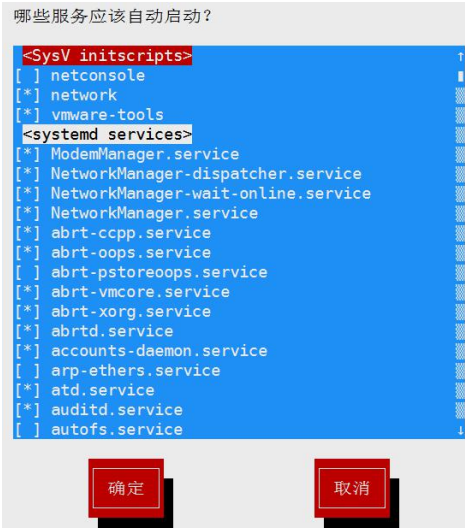 哪些服务应该自动启动？
<SysV initscripts>
[ ] netconsole
[*] network
[*] vmware-tools
<systemd services>
[*] ModemManager.service
[*] NetworkManager-dispatcher.service
[*] NetworkManager-wait-online.service
[*] NetworkManager.service
[*] abrt-ccpp.service
[*] abrt-oops.service
[ ] abrt-pstoreoops.service
[*] abrt-vmcore.service
[*] abrt-xorg.service
[*] abrtd.service
[*] accounts-daemon.service
[ ] arp-ethers.service
[*] atd.service
[*] auditd.service
[ ] autofs.service
确定 取消